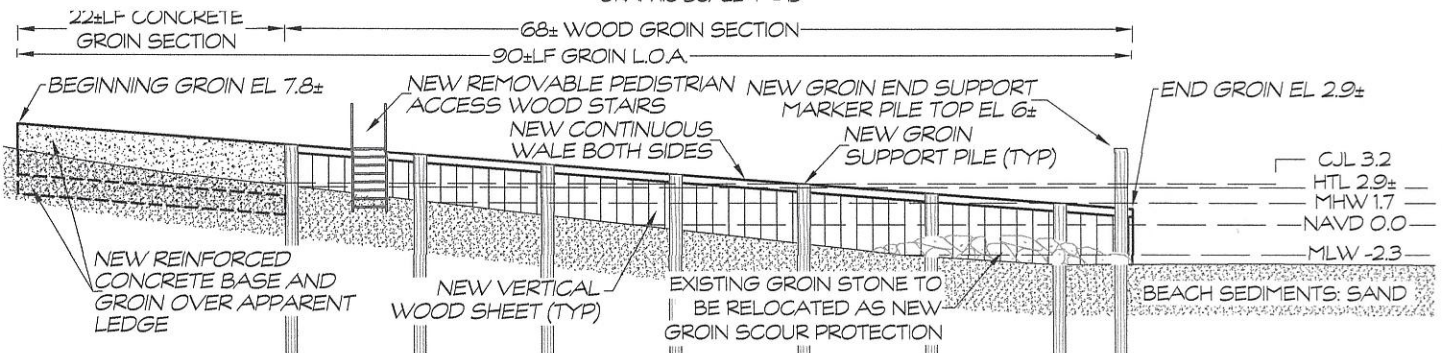 22±LF CONCRETE
GROIN SECTION
68± WOOD GROIN SECTION
90±LF GROIN L.O.A.
BEGINNING GROIN EL 7.8±
NEW REMOVABLE PEDISTRIAN
ACCESS WOOD STAIRS
NEW GROIN END SUPPORT
MARKER PILE TOP EL 6±
END GROIN EL 2.9±
NEW CONTINUOUS
WALE BOTH SIDES
NEW GROIN
SUPPORT PILE (TYP)
CJL 3.2
HTL 2.9±
MHW 1.7
NAVD 0.0
MLW -2.3
NEW REINFORCED
CONCRETE BASE AND
GROIN OVER APPARENT
LEDGE
NEW VERTICAL
WOOD SHEET (TYP)
EXISTING GROIN STONE TO
BE RELOCATED AS NEW
GROIN SCOUR PROTECTION
BEACH SEDIMENTS: SAND